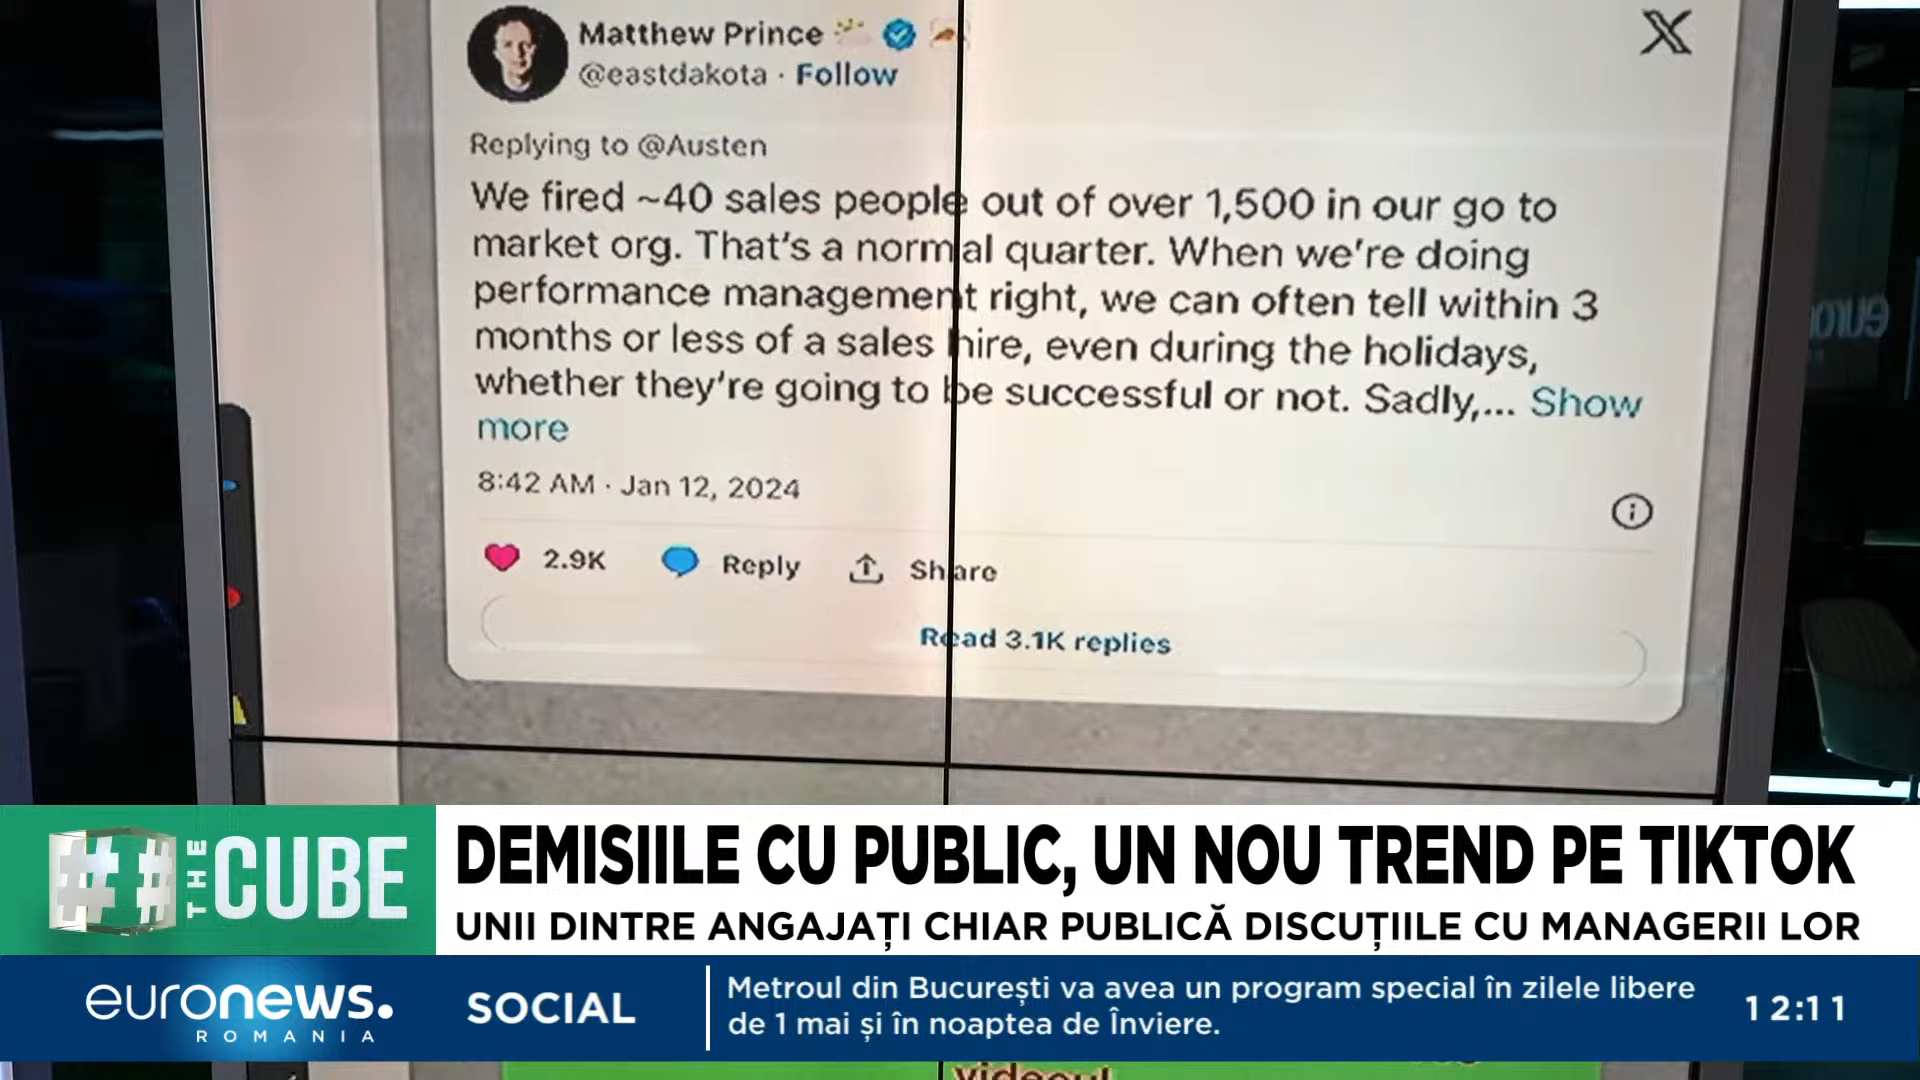 Matthew Prince
@eastdakota · Follow
Replying to @Austen
We fired ~40 sales people out of over 1,500 in our go to
market org. That's a normal quarter. When we're doing
performance management right, we can often tell within 3
months or less of a sales hire, even during the holidays,
whether they're going to be successful or not. Sadly,... Show
more
8:42 AM · Jan 12, 2024
2.9K Reply Share
Read 3.1K replies
THE CUBE
DEMISIILE CU PUBLIC, UN NOU TREND PE TIKTOK
UNII DINTRE ANGAJAȚI CHIAR PUBLICĂ DISCUȚIILE CU MANAGERII LOR
euronews.
ROMANIA
SOCIAL
Metroul din București va avea un program special în zilele libere
de 1 mai și în noaptea de Înviere.
12:11